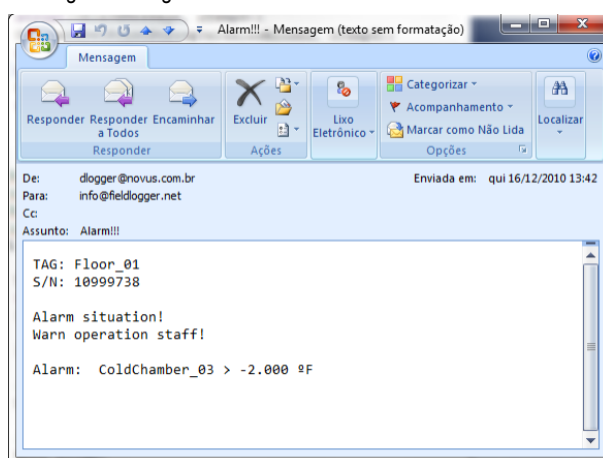 Alarm!!! - Mensagem (texto sem formatação)
Mensagem
Responder Responder a Todos Encaminhar
Responder
Excluir
Ações
Lixo Eletrônico
Categorizar
Acompanhamento
Marcar como Não Lida
Opções
Localizar
De: dlogger@novus.com.br
Enviada em: qui 16/12/2010 13:42
Para: info@fieldlogger.net
Cc:
Assunto: Alarm!!!
TAG: Floor_01
S/N: 10999738
Alarm situation!
Warn operation staff!
Alarm: ColdChamber_03 > -2.000 ºF